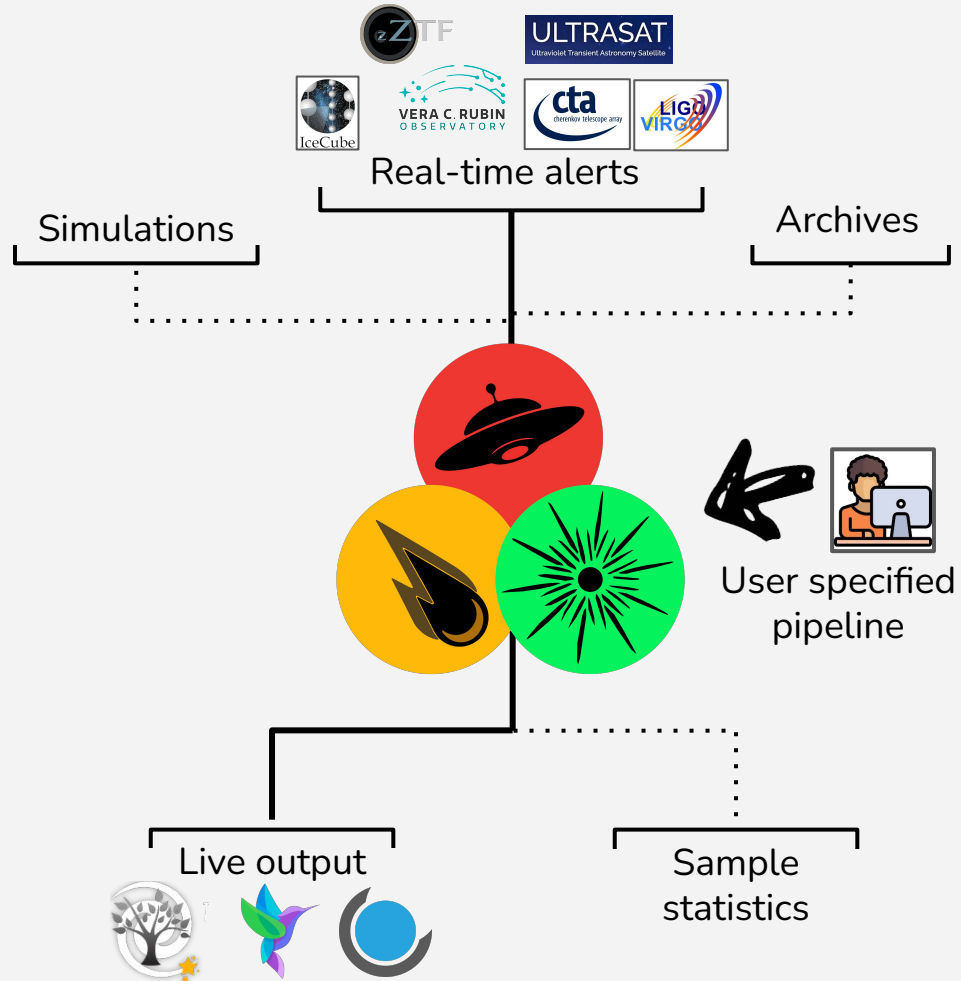 ZTF
ULTRASAT
Ultraviolet Transient Astronomy Satellite
IceCube
VERA C. RUBIN
OBSERVATORY
cta
cherenkov telescope array
LIGO
VIRGO
Real-time alerts
Simulations
Archives
User specified
pipeline
Live output
Sample
statistics